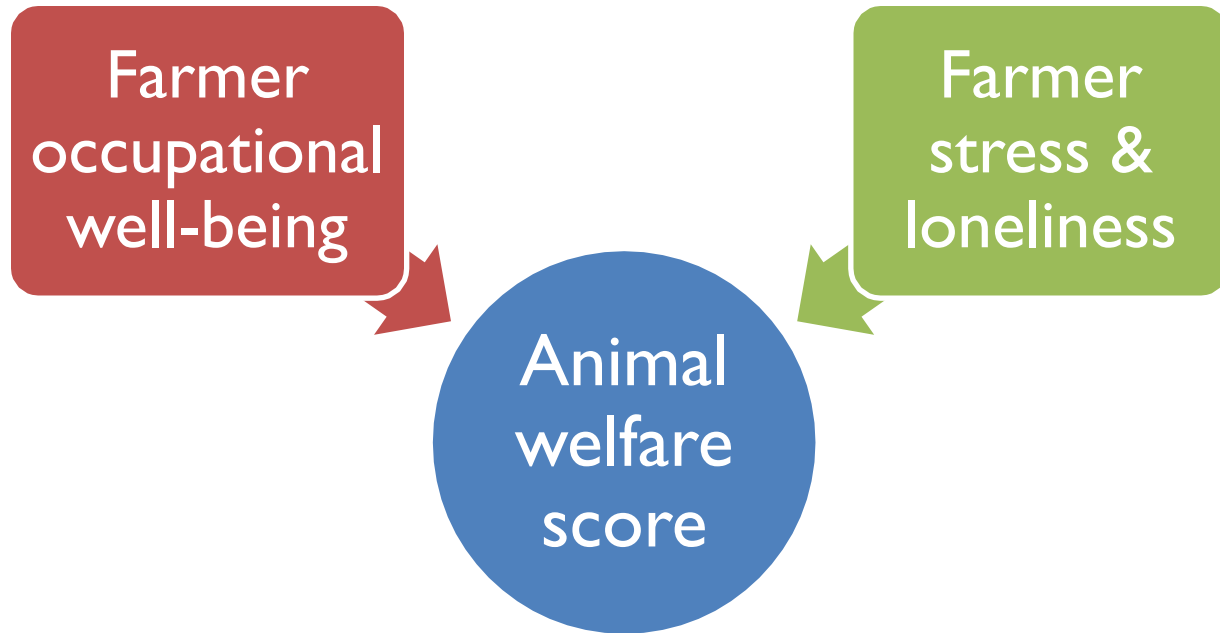 Farmer
occupational
well-being
Farmer
stress &
loneliness
Animal
welfare
score